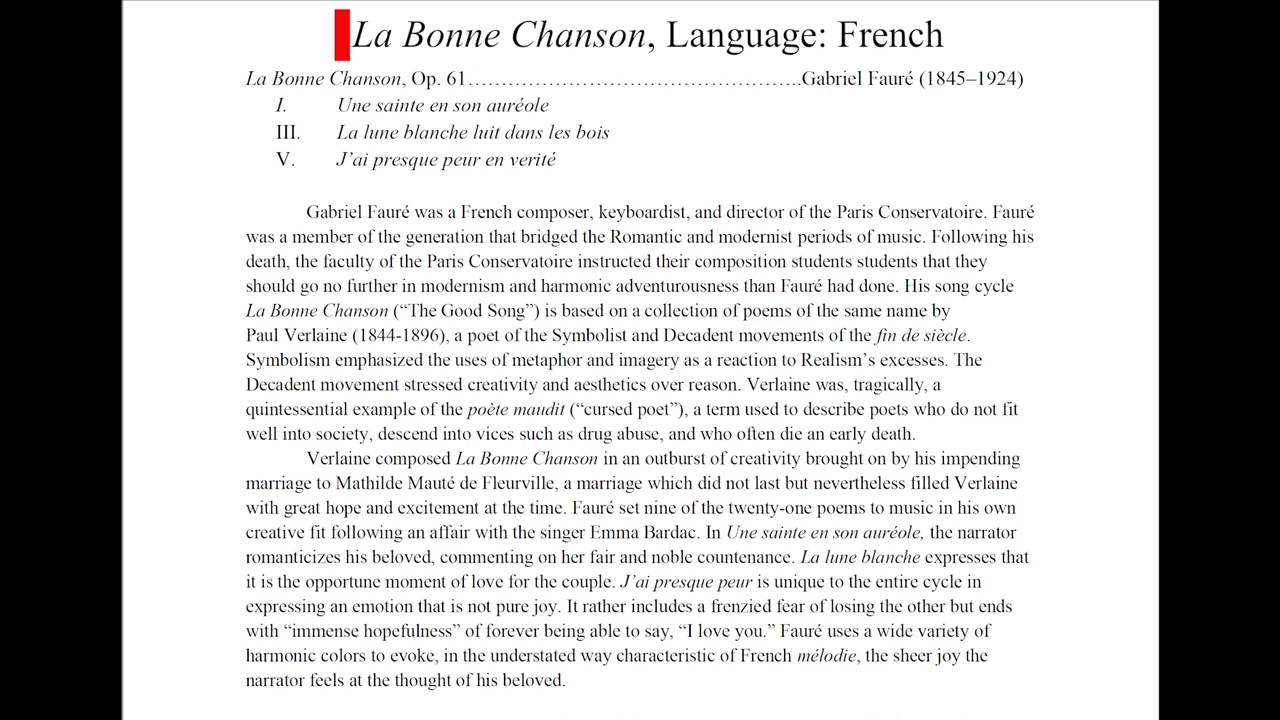 La Bonne Chanson, Language: French
La Bonne Chanson, Op. 61…………………………………………..Gabriel Fauré (1845–1924)
I. Une sainte en son auréole
III. La lune blanche luit dans les bois
V. J’ai presque peur en verité
Gabriel Fauré was a French composer, keyboardist, and director of the Paris Conservatoire. Fauré
was a member of the generation that bridged the Romantic and modernist periods of music. Following his
death, the faculty of the Paris Conservatoire instructed their composition students students that they
should go no further in modernism and harmonic adventurousness than Fauré had done. His song cycle
La Bonne Chanson (“The Good Song”) is based on a collection of poems of the same name by
Paul Verlaine (1844-1896), a poet of the Symbolist and Decadent movements of the fin de siècle.
Symbolism emphasized the uses of metaphor and imagery as a reaction to Realism’s excesses. The
Decadent movement stressed creativity and aesthetics over reason. Verlaine was, tragically, a
quintessential example of the poète maudit (“cursed poet”), a term used to describe poets who do not fit
well into society, descend into vices such as drug abuse, and who often die an early death.
Verlaine composed La Bonne Chanson in an outburst of creativity brought on by his impending
marriage to Mathilde Mauté de Fleurville, a marriage which did not last but nevertheless filled Verlaine
with great hope and excitement at the time. Fauré set nine of the twenty-one poems to music in his own
creative fit following an affair with the singer Emma Bardac. In Une sainte en son auréole, the narrator
romanticizes his beloved, commenting on her fair and noble countenance. La lune blanche expresses that
it is the opportune moment of love for the couple. J’ai presque peur is unique to the entire cycle in
expressing an emotion that is not pure joy. It rather includes a frenzied fear of losing the other but ends
with “immense hopefulness” of forever being able to say, “I love you.” Fauré uses a wide variety of
harmonic colors to evoke, in the understated way characteristic of French mélodie, the sheer joy the
narrator feels at the thought of his beloved.